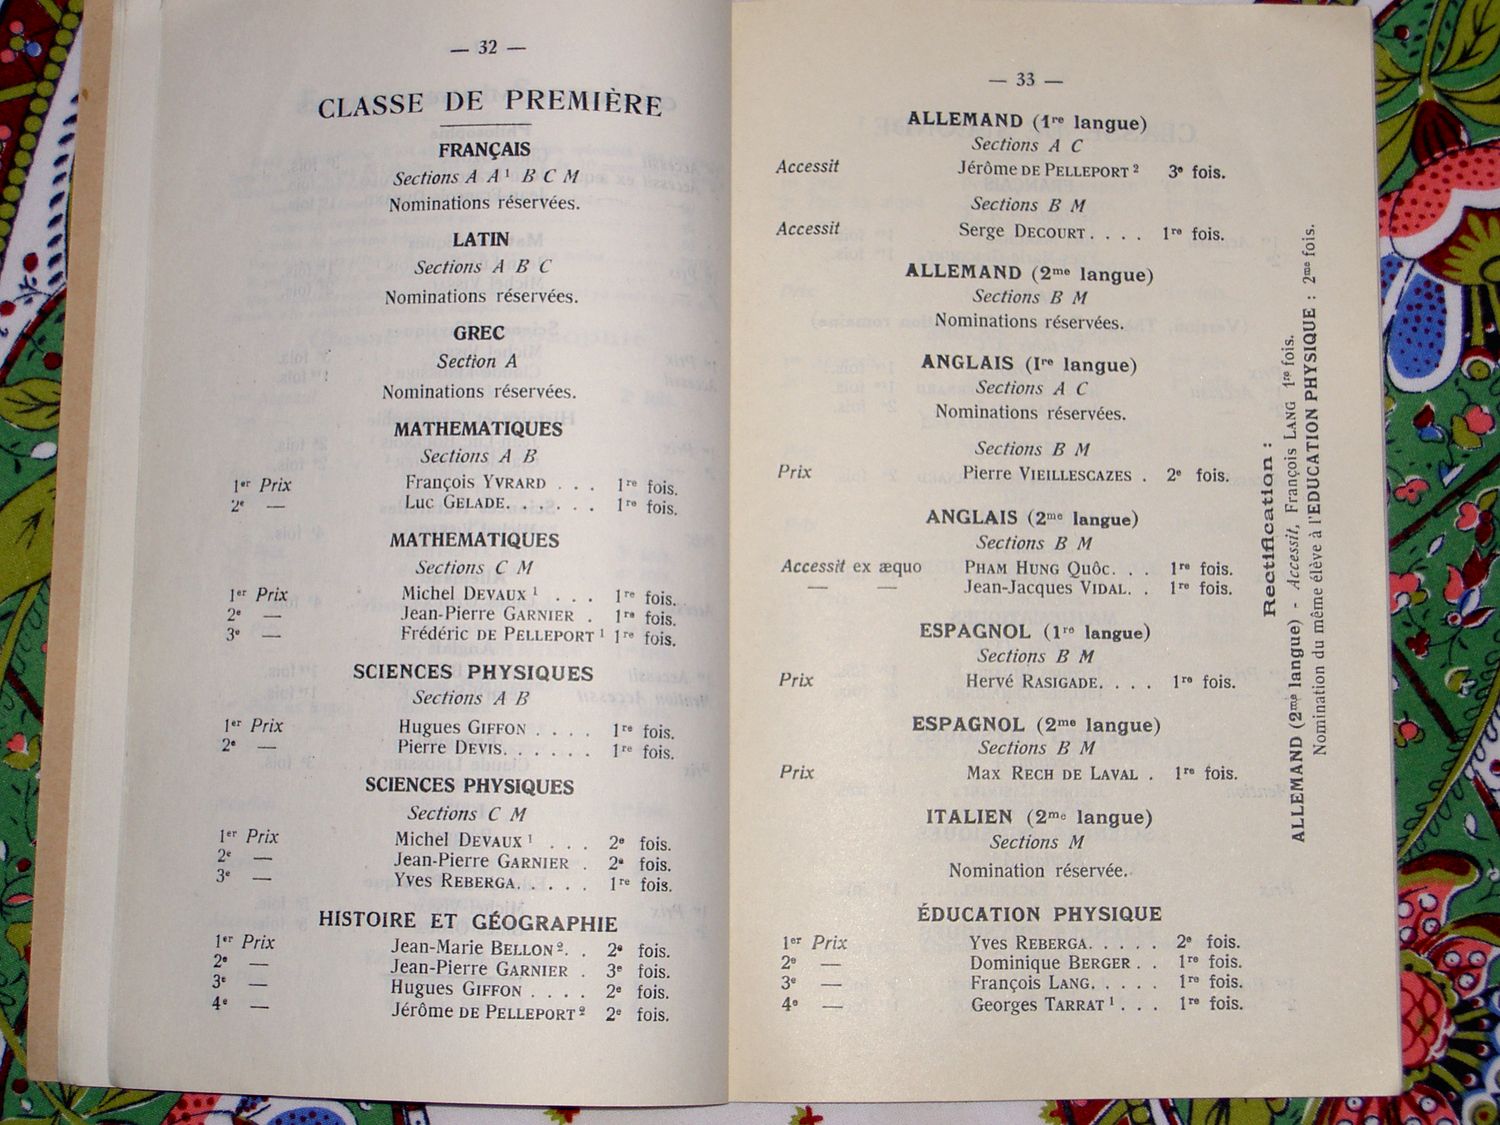 — 32 —
CLASSE DE PREMIÈRE
FRANÇAIS
Sections A A¹ B C M
Nominations réservées.
LATIN
Sections A B C
Nominations réservées.
GREC
Section A
Nominations réservées.
MATHEMATIQUES
Sections A B
1er Prix François YVRARD . . . 1re fois.
2e — Luc GELADE. . . . . . 1re fois.
MATHEMATIQUES
Sections C M
1er Prix Michel DEVAUX ¹ . . . 1re fois.
2e — Jean-Pierre GARNIER . 1re fois.
3e — Frédéric DE PELLEPORT ¹ 1re fois.
SCIENCES PHYSIQUES
Sections A B
1er Prix Hugues GIFFON . . . . 1re fois.
2e — Pierre DEVIS. . . . . . 1re fois.
SCIENCES PHYSIQUES
Sections C M
1er Prix Michel DEVAUX ¹ . . . 2e fois.
2e — Jean-Pierre GARNIER . 2e fois.
3e — Yves REBERGA. . . . . 1re fois.
HISTOIRE ET GÉOGRAPHIE
1er Prix Jean-Marie BELLON ². . 2e fois.
2e — Jean-Pierre GARNIER . 3e fois.
3e — Hugues GIFFON . . . . 2e fois.
4e — Jérôme DE PELLEPORT ² 2e fois.
— 33 —
ALLEMAND (1re langue)
Sections A C
Accessit Jérôme DE PELLEPORT ² 3e fois.
Sections B M
Accessit Serge DECOURT . . . . 1re fois.
ALLEMAND (2me langue)
Sections B M
Nominations réservées.
ANGLAIS (Ire langue)
Sections A C
Nominations réservées.
Sections B M
Prix Pierre VIEILLESCAZES . 2e fois.
ANGLAIS (2me langue)
Sections B M
Accessit ex æquo PHAM HUNG Quôc. . . 1re fois.
— — Jean-Jacques VIDAL. . 1re fois.
ESPAGNOL (1re langue)
Sections B M
Prix Hervé RASIGADE. . . . 1re fois.
ESPAGNOL (2me langue)
Sections B M
Prix Max RECH DE LAVAL . 1re fois.
ITALIEN (2me langue)
Sections M
Nomination réservée.
ÉDUCATION PHYSIQUE
1er Prix Yves REBERGA. . . . . 2e fois.
2e — Dominique BERGER . . 1re fois.
3e — François LANG. . . . . 1re fois.
4e — Georges TARRAT ¹ . . . 1re fois.
Rectification :
ALLEMAND (2me langue) - Accessit, François LANG 1re fois.
Nomination du même élève à l'EDUCATION PHYSIQUE : 2me fois.